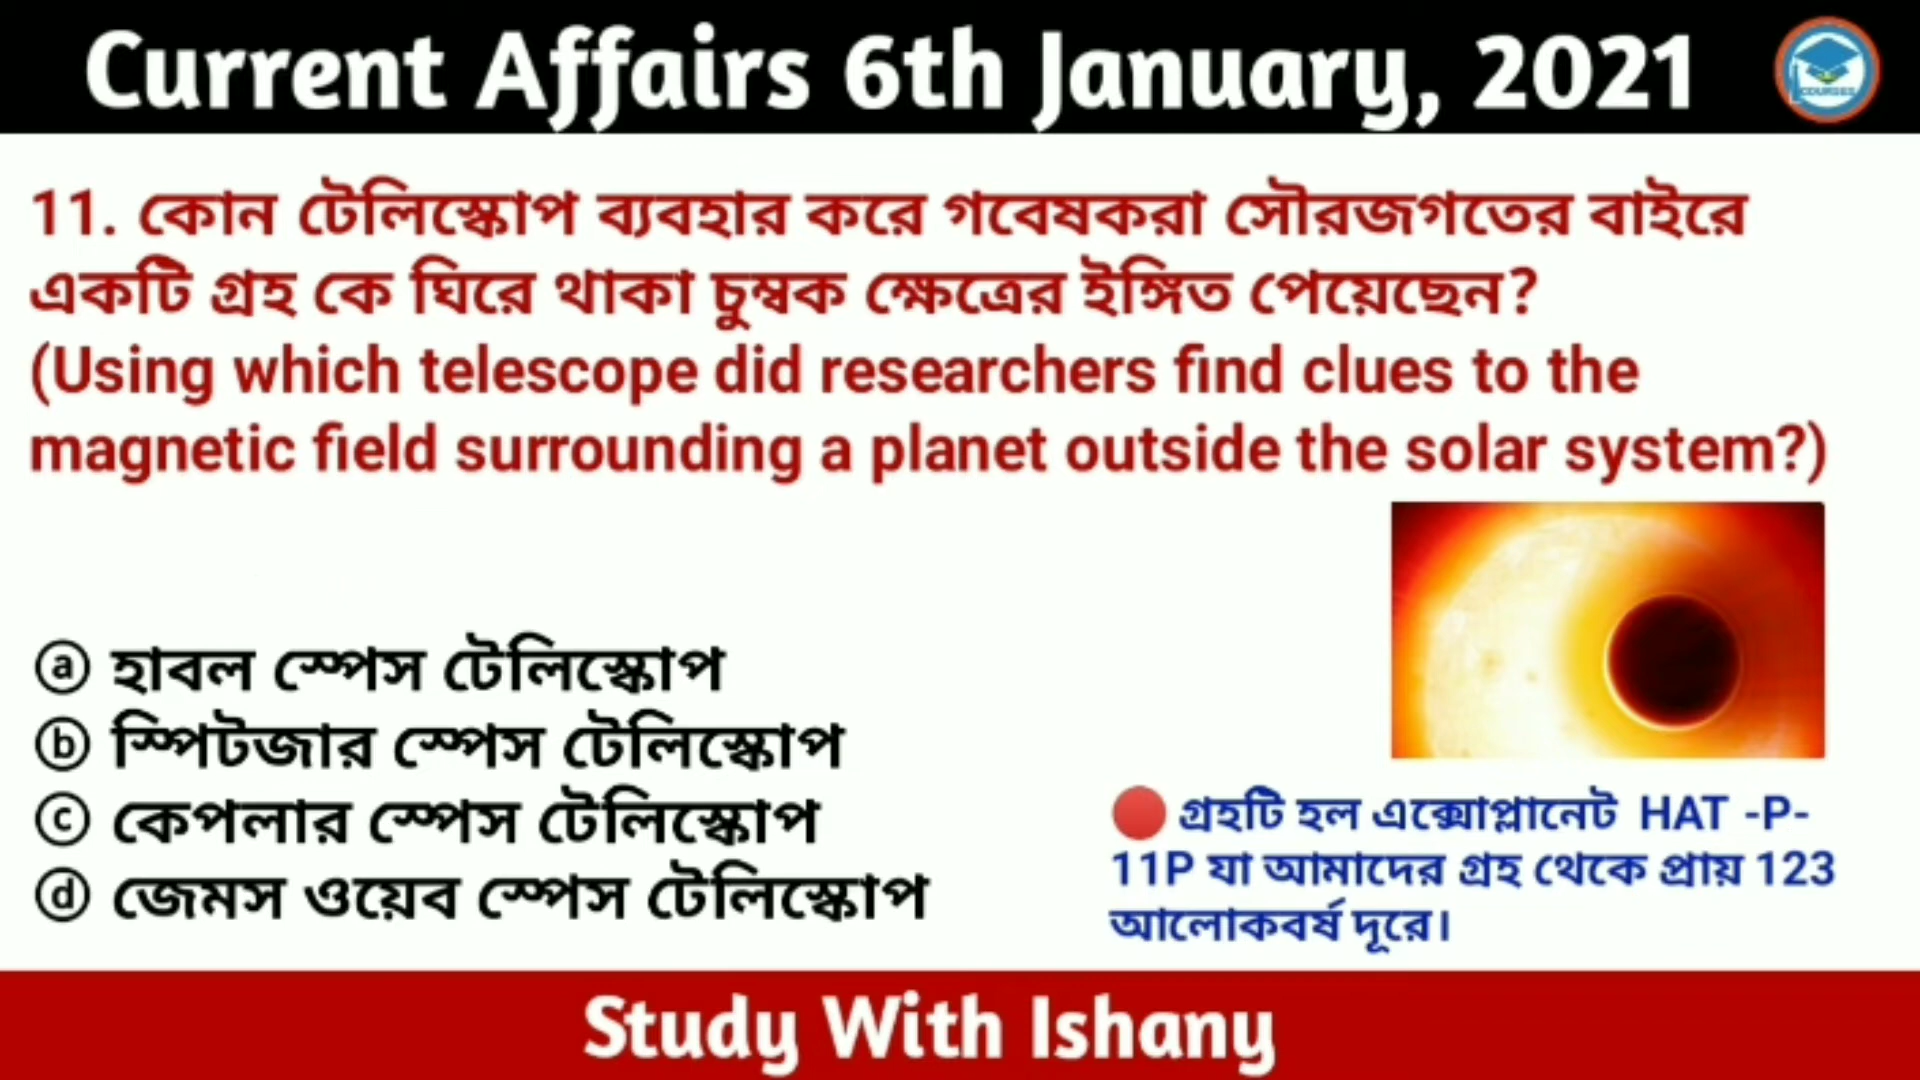 Current Affairs 6th January, 2021
COURSES
11. কোন টেলিস্কোপ ব্যবহার করে গবেষকরা সৌরজগতের বাইরে
একটি গ্রহ কে ঘিরে থাকা চুম্বক ক্ষেত্রের ইঙ্গিত পেয়েছেন?
(Using which telescope did researchers find clues to the
magnetic field surrounding a planet outside the solar system?)
ⓐ হাবল স্পেস টেলিস্কোপ
ⓑ স্পিটজার স্পেস টেলিস্কোপ
ⓒ কেপলার স্পেস টেলিস্কোপ
ⓓ জেমস ওয়েব স্পেস টেলিস্কোপ
🔴 গ্রহটি হল এক্সোপ্লানেট HAT -P-
11P যা আমাদের গ্রহ থেকে প্রায় 123
আলোকবর্ষ দূরে।
Study With Ishany